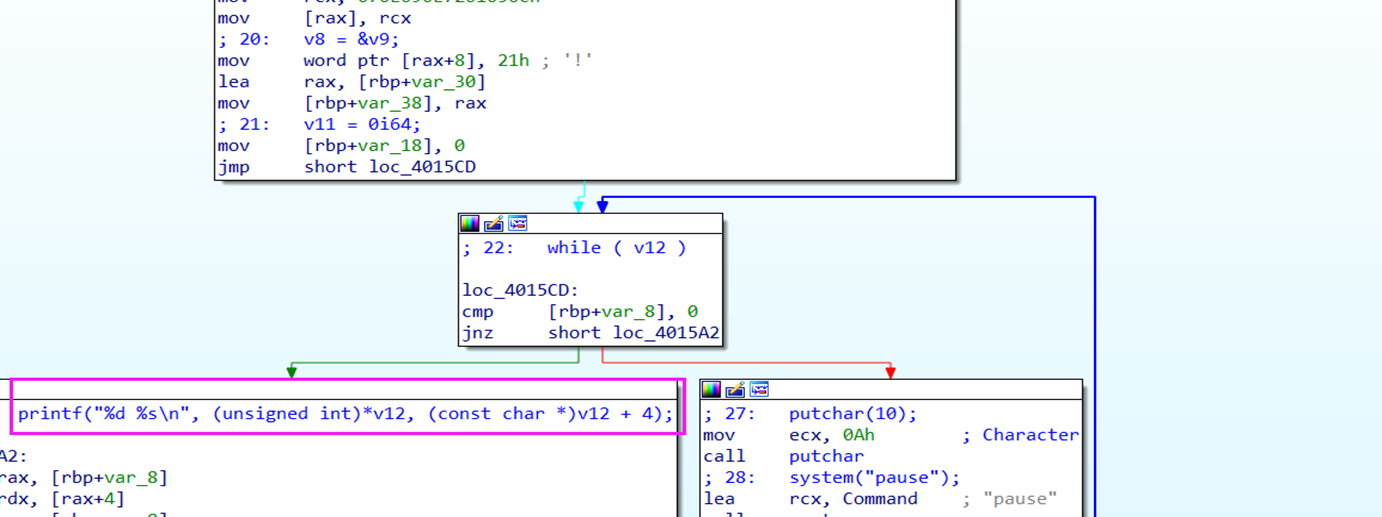 mov [rax], rcx
; 20: v8 = &v9;
mov word ptr [rax+8], 21h ; '!'
lea rax, [rbp+var_30]
mov [rbp+var_38], rax
; 21: v11 = 0i64;
mov [rbp+var_18], 0
jmp short loc_4015CD
; 22: while ( v12 )
loc_4015CD:
cmp [rbp+var_8], 0
jnz short loc_4015A2
printf("%d %s\n", (unsigned int)*v12, (const char *)v12 + 4);
A2:
rax, [rbp+var_8]
rdx, [rax+4]
; 27: putchar(10);
mov ecx, 0Ah ; Character
call putchar
; 28: system("pause");
lea rcx, Command ; "pause"